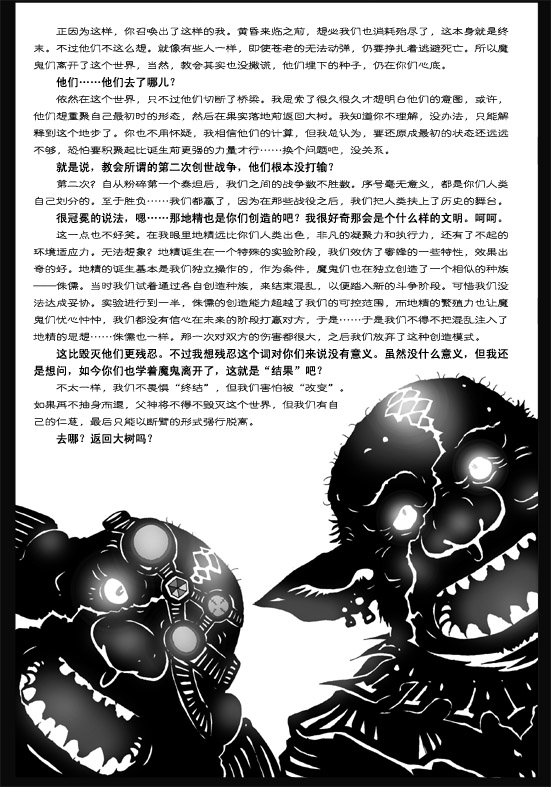 正因为这样，你召唤出了这样的我。黄昏来临之前，想必我们也消耗殆尽了，这本身就是终
末。不过他们不这么想。就像有些人一样，即使苍老的无法动弹，仍要挣扎着逃避死亡。所以魔
鬼们离开了这个世界，当然，教会其实也没撒谎，他们埋下的种子，仍在你们心底。
他们……他们去了哪儿？
依然在这个世界，只不过他们切断了桥梁。我思索了很久很久才想明白他们的意图，或许，
他们想重聚自己最初时的形态，然后在果实落地前返回大树。我知道你不理解，没办法，只能解
释到这个地步了。你也不用怀疑，我相信他们的计算，但我总认为，要还原成最初的状态还远远
不够，恐怕要积聚起比诞生前更强的力量才行……换个问题吧，没关系。
就是说，教会所谓的第二次创世战争，他们根本没打输？
第二次？自从粉碎第一个泰坦后，我们之间的战争数不胜数。序号毫无意义，都是你们人类
自己划分的。至于胜负……我们都赢了，因为在那些战役之后，我们把人类扶上了历史的舞台。
很冠冕的说法，嗯……那地精也是你们创造的吧？我很好奇那会是个什么样的文明。呵呵。
这一点也不好笑。在我眼里地精远比你们人类出色，非凡的凝聚力和执行力，还有了不起的
环境适应力。无法想象？地精诞生在一个特殊的实验阶段，我们效仿了零蜂的一些特性，效果出
奇的好。地精的诞生基本是我们独立操作的，作为条件，魔鬼们也在独立创造了一个相似的种族
——侏儒。当时我们试着通过各自创造种族，来结束混乱，以便踏入新的斗争阶段。可惜我们没
法达成妥协。实验进行到一半，侏儒的创造能力超越了我们的可控范围，而地精的繁殖力也让魔
鬼们忧心忡忡，我们都没有信心在未来的阶段打赢对方，于是……于是我们不得不把混乱注入了
地精的思想……侏儒也一样。那一次对双方的伤害都很大，之后我们放弃了这种创造模式。
这比毁灭他们更残忍。不过我想残忍这个词对你们来说没有意义。虽然没什么意义，但我还
是想问，如今你们也学着魔鬼离开了，这就是“结果”吧？
不太一样，我们不畏惧“终结”，但我们害怕被“改变”。
如果再不抽身而退，父神将不得不毁灭这个世界，但我们有自
己的仁慈，最后只能以断臂的形式强行脱离。
去哪？返回大树吗？